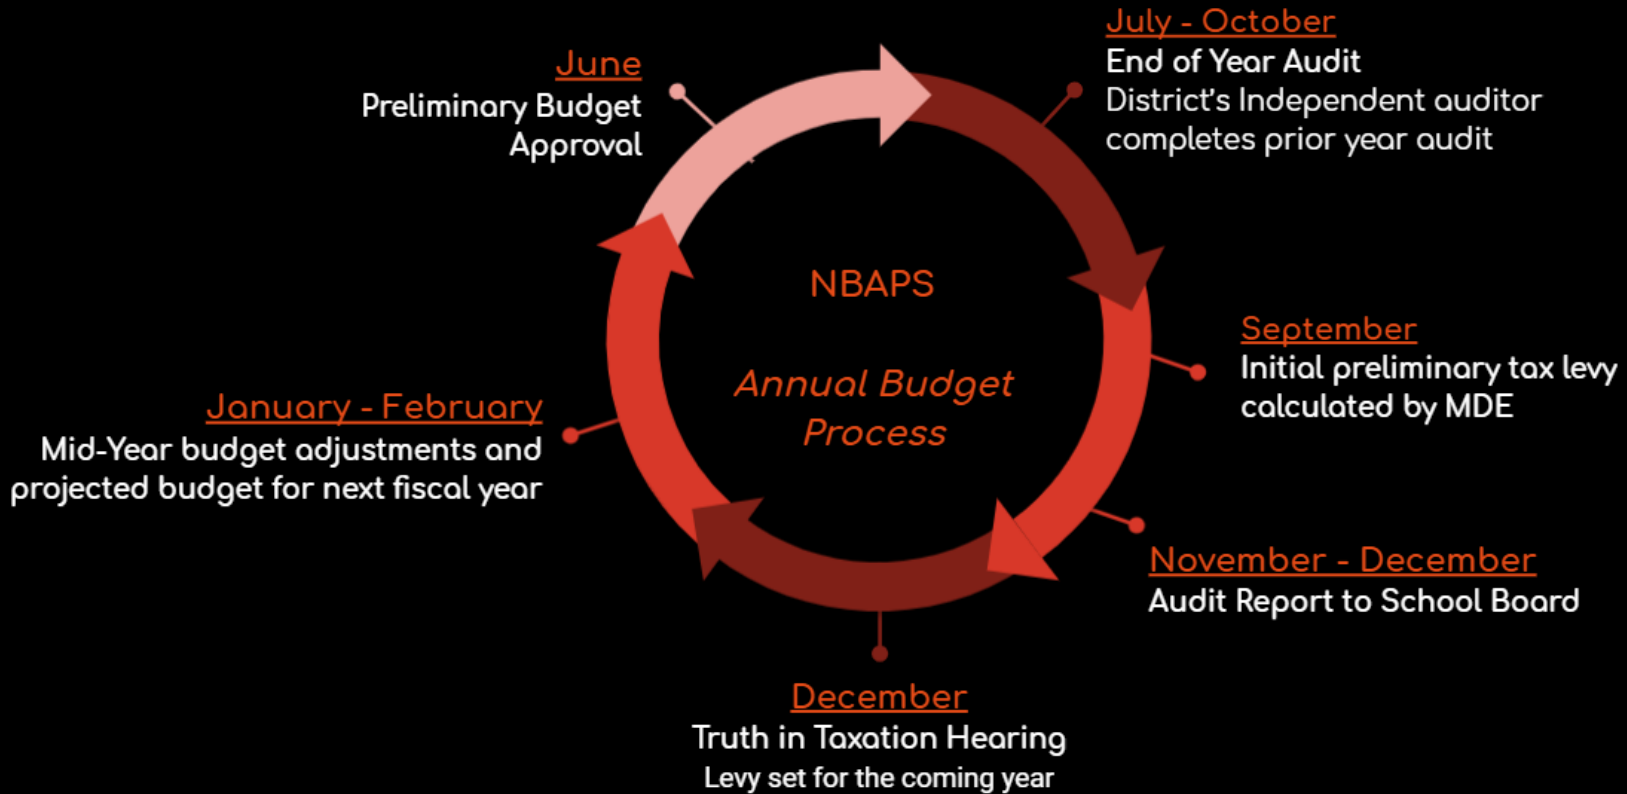 NBAPS
Annual Budget
Process
July - October
End of Year Audit
District's Independent auditor
completes prior year audit
September
Initial preliminary tax levy
calculated by MDE
November - December
Audit Report to School Board
December
Truth in Taxation Hearing
Levy set for the coming year
January - February
Mid-Year budget adjustments and
projected budget for next fiscal year
June
Preliminary Budget
Approval